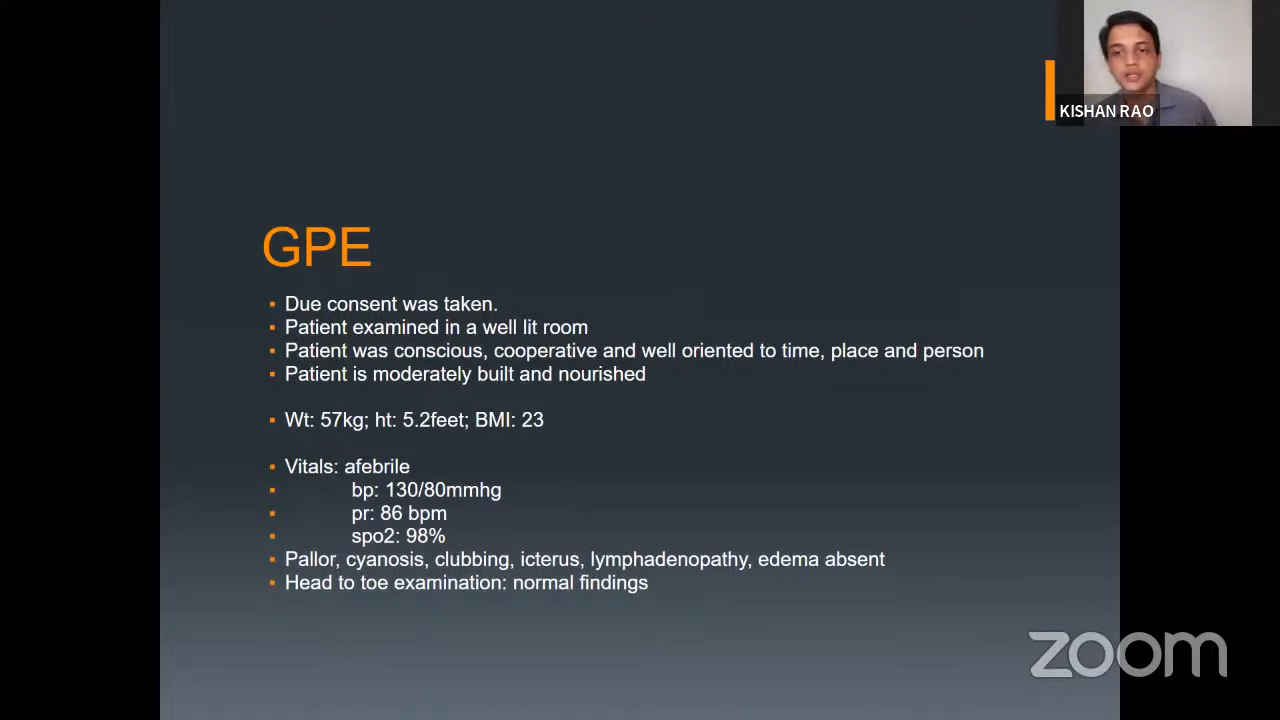 KISHAN RAO
GPE
Due consent was taken.
Patient examined in a well lit room
Patient was conscious, cooperative and well oriented to time, place and person
Patient is moderately built and nourished
Wt: 57kg; ht: 5.2feet; BMI: 23
Vitals: afebrile
bp: 130/80mmhg
pr: 86 bpm
spo2: 98%
Pallor, cyanosis, clubbing, icterus, lymphadenopathy, edema absent
Head to toe examination: normal findings
zoom